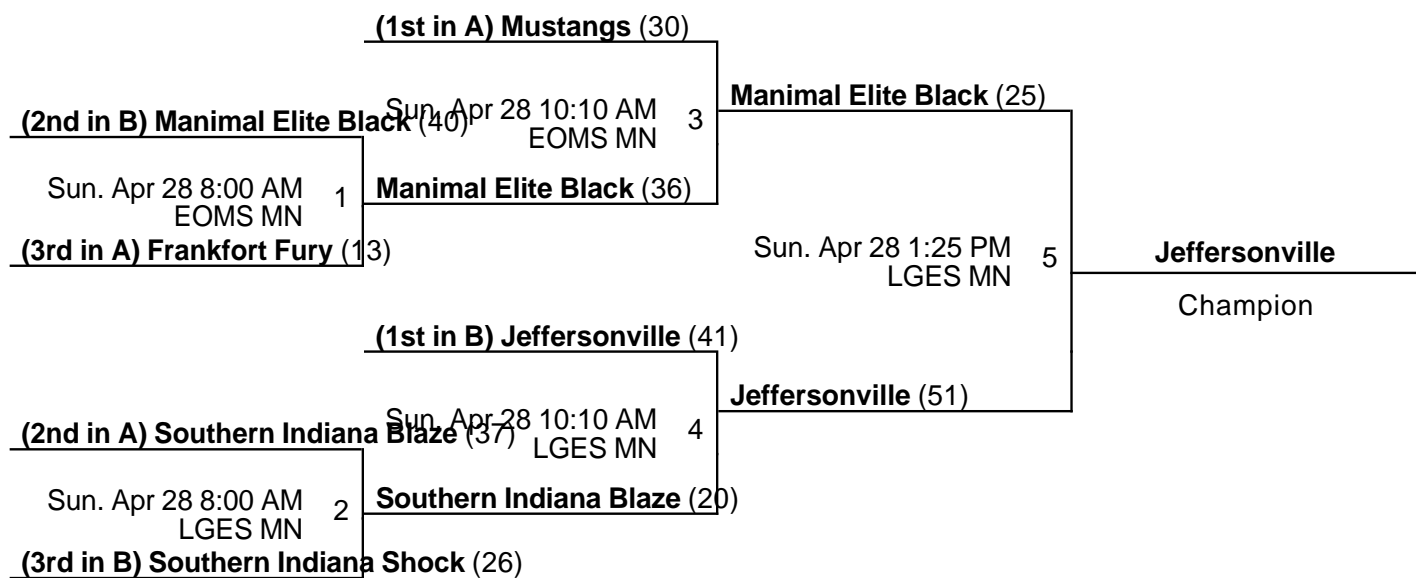 (1st in A) Mustangs (30)
Sun. Apr 28 10:10 AM
EOMS MN
3
Manimal Elite Black (25)
(2nd in B) Manimal Elite Black (40)
Sun. Apr 28 8:00 AM
EOMS MN
1
Manimal Elite Black (36)
(3rd in A) Frankfort Fury (13)
Sun. Apr 28 1:25 PM
LGES MN
5
Jeffersonville
Champion
(1st in B) Jeffersonville (41)
Sun. Apr 28 10:10 AM
LGES MN
4
Jeffersonville (51)
(2nd in A) Southern Indiana Blaze (37)
Sun. Apr 28 8:00 AM
LGES MN
2
Southern Indiana Blaze (20)
(3rd in B) Southern Indiana Shock (26)